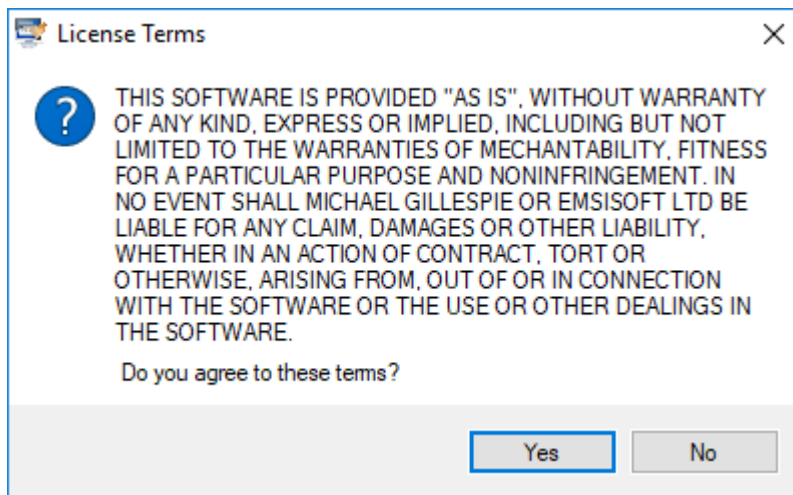 License Terms
THIS SOFTWARE IS PROVIDED "AS IS", WITHOUT WARRANTY
OF ANY KIND, EXPRESS OR IMPLIED, INCLUDING BUT NOT
LIMITED TO THE WARRANTIES OF MECHANTABILITY, FITNESS
FOR A PARTICULAR PURPOSE AND NONINFRINGEMENT. IN
NO EVENT SHALL MICHAEL GILLESPIE OR EMSISOFT LTD BE
LIABLE FOR ANY CLAIM, DAMAGES OR OTHER LIABILITY,
WHETHER IN AN ACTION OF CONTRACT, TORT OR
OTHERWISE, ARISING FROM, OUT OF OR IN CONNECTION
WITH THE SOFTWARE OR THE USE OR OTHER DEALINGS IN
THE SOFTWARE.
Do you agree to these terms?
Yes No